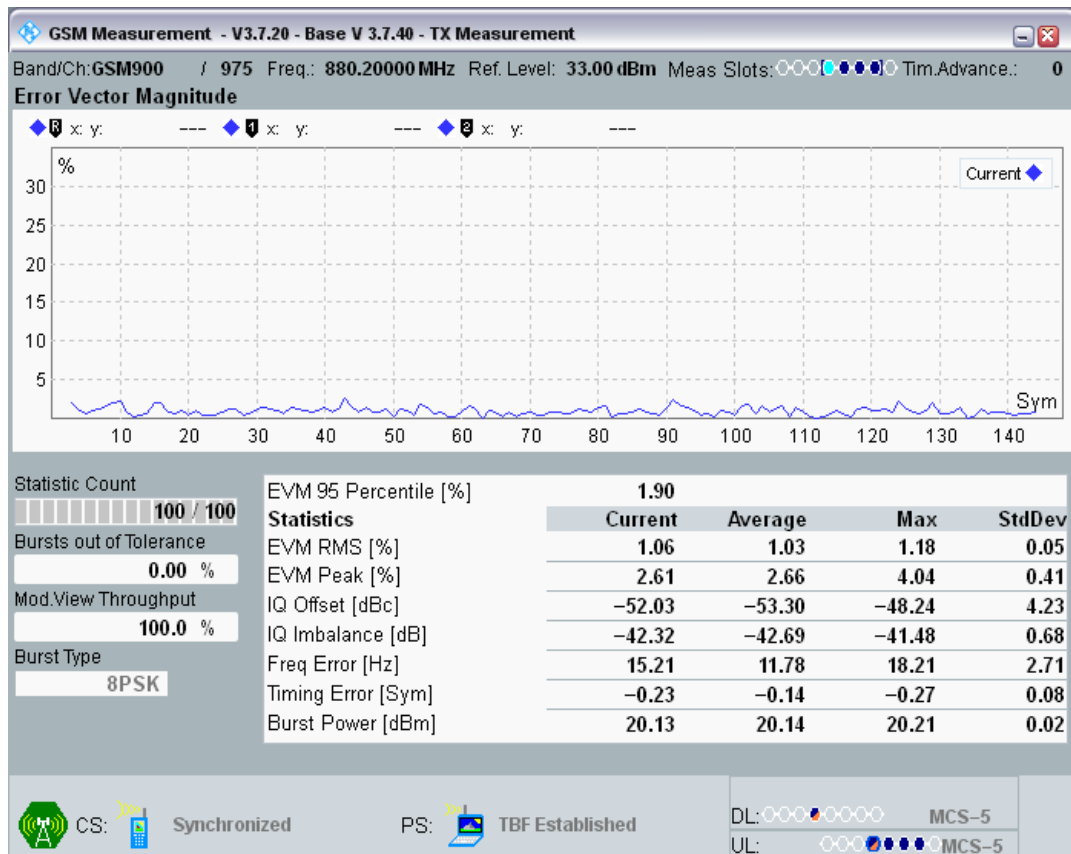 GSM Measurement - V3.7.20 - Base V 3.7.40 - TX Measurement
Band/Ch:GSM900 / 975 Freq.: 880.20000 MHz Ref. Level: 33.00 dBm Meas Slots: Tim.Advance.: 0
Error Vector Magnitude
R x: y: --- 1 x: y: --- 2 x: y: ---
%
Current
30
25
20
15
10
5
Sym
10 20 30 40 50 60 70 80 90 100 110 120 130 140
Statistic Count
100 / 100
Bursts out of Tolerance
0.00 %
Mod.View Throughput
100.0 %
Burst Type
8PSK
EVM 95 Percentile [%] 1.90
Statistics Current Average Max StdDev
EVM RMS [%] 1.06 1.03 1.18 0.05
EVM Peak [%] 2.61 2.66 4.04 0.41
IQ Offset [dBc] −52.03 −53.30 −48.24 4.23
IQ Imbalance [dB] −42.32 −42.69 −41.48 0.68
Freq Error [Hz] 15.21 11.78 18.21 2.71
Timing Error [Sym] −0.23 −0.14 −0.27 0.08
Burst Power [dBm] 20.13 20.14 20.21 0.02
CS: Synchronized PS: TBF Established
DL: MCS−5
UL: MCS−5